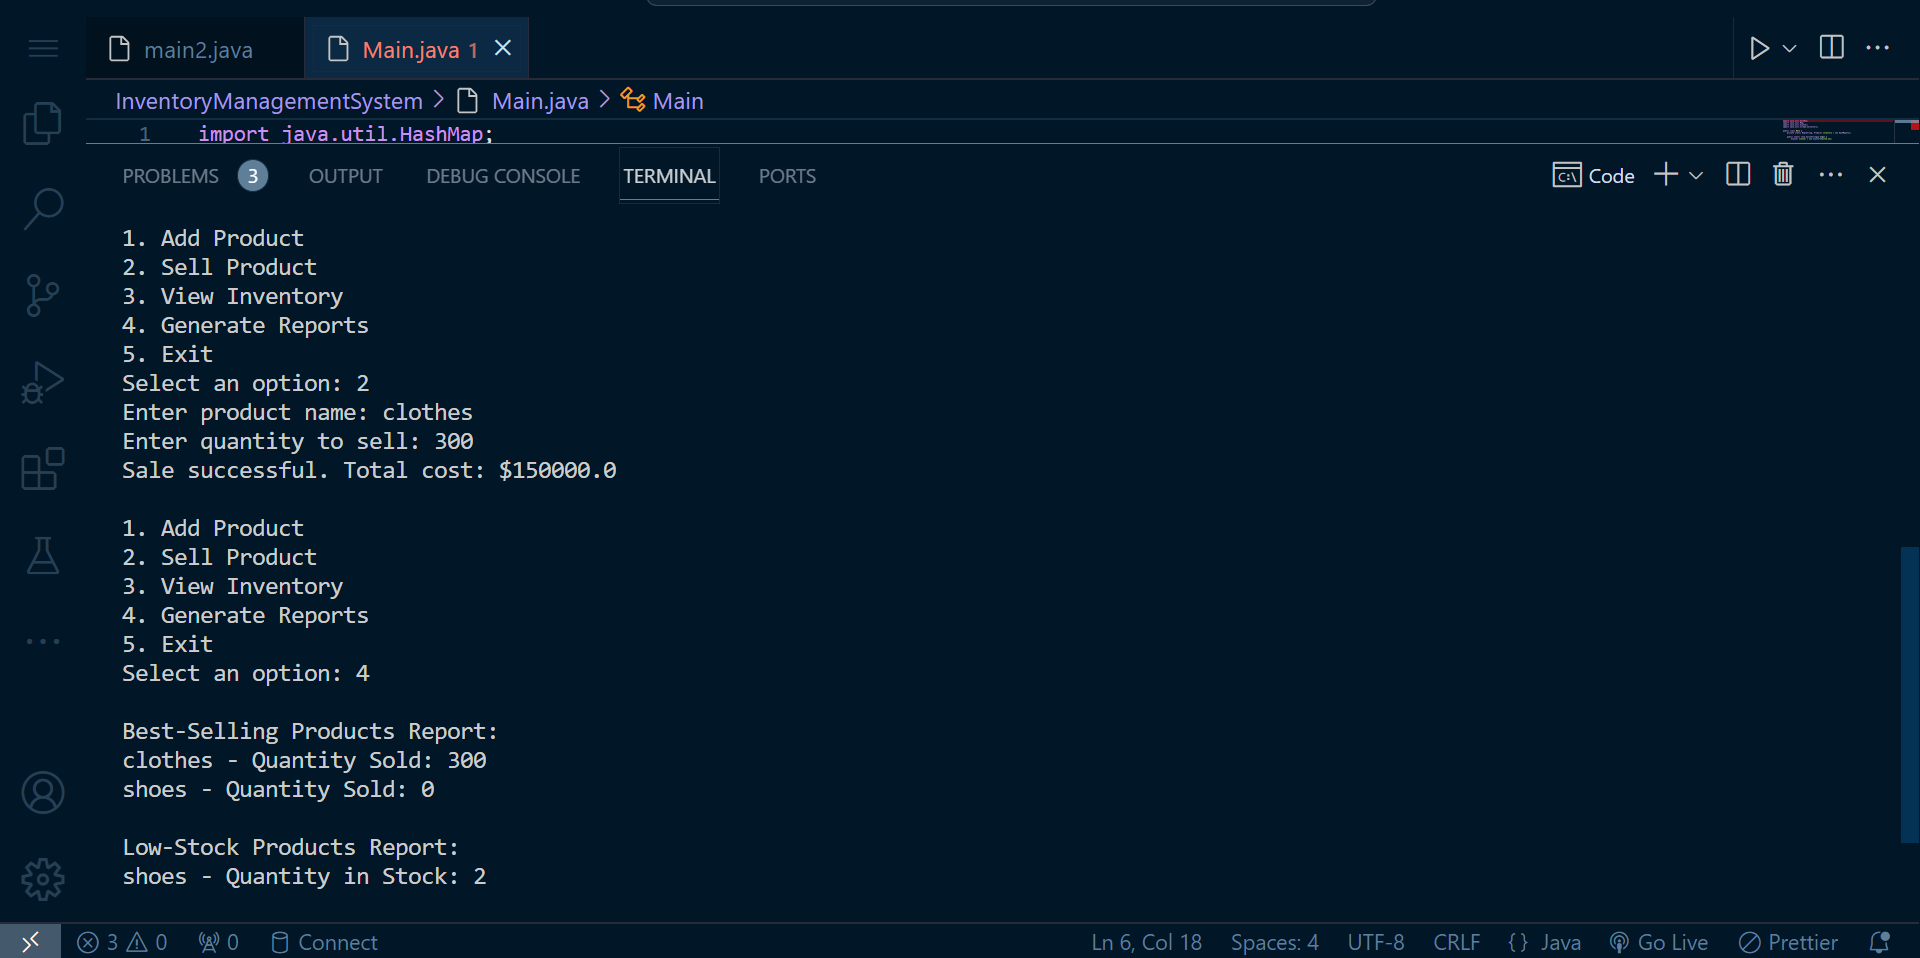 main2.java
Main.java 1
InventoryManagementSystem > Main.java > Main
1 import java.util.HashMap;
PROBLEMS 3 OUTPUT DEBUG CONSOLE TERMINAL PORTS
Code
1. Add Product
2. Sell Product
3. View Inventory
4. Generate Reports
5. Exit
Select an option: 2
Enter product name: clothes
Enter quantity to sell: 300
Sale successful. Total cost: $150000.0
1. Add Product
2. Sell Product
3. View Inventory
4. Generate Reports
5. Exit
Select an option: 4
Best-Selling Products Report:
clothes - Quantity Sold: 300
shoes - Quantity Sold: 0
Low-Stock Products Report:
shoes - Quantity in Stock: 2
3 0 0 Connect Ln 6, Col 18 Spaces: 4 UTF-8 CRLF {} Java Go Live Prettier